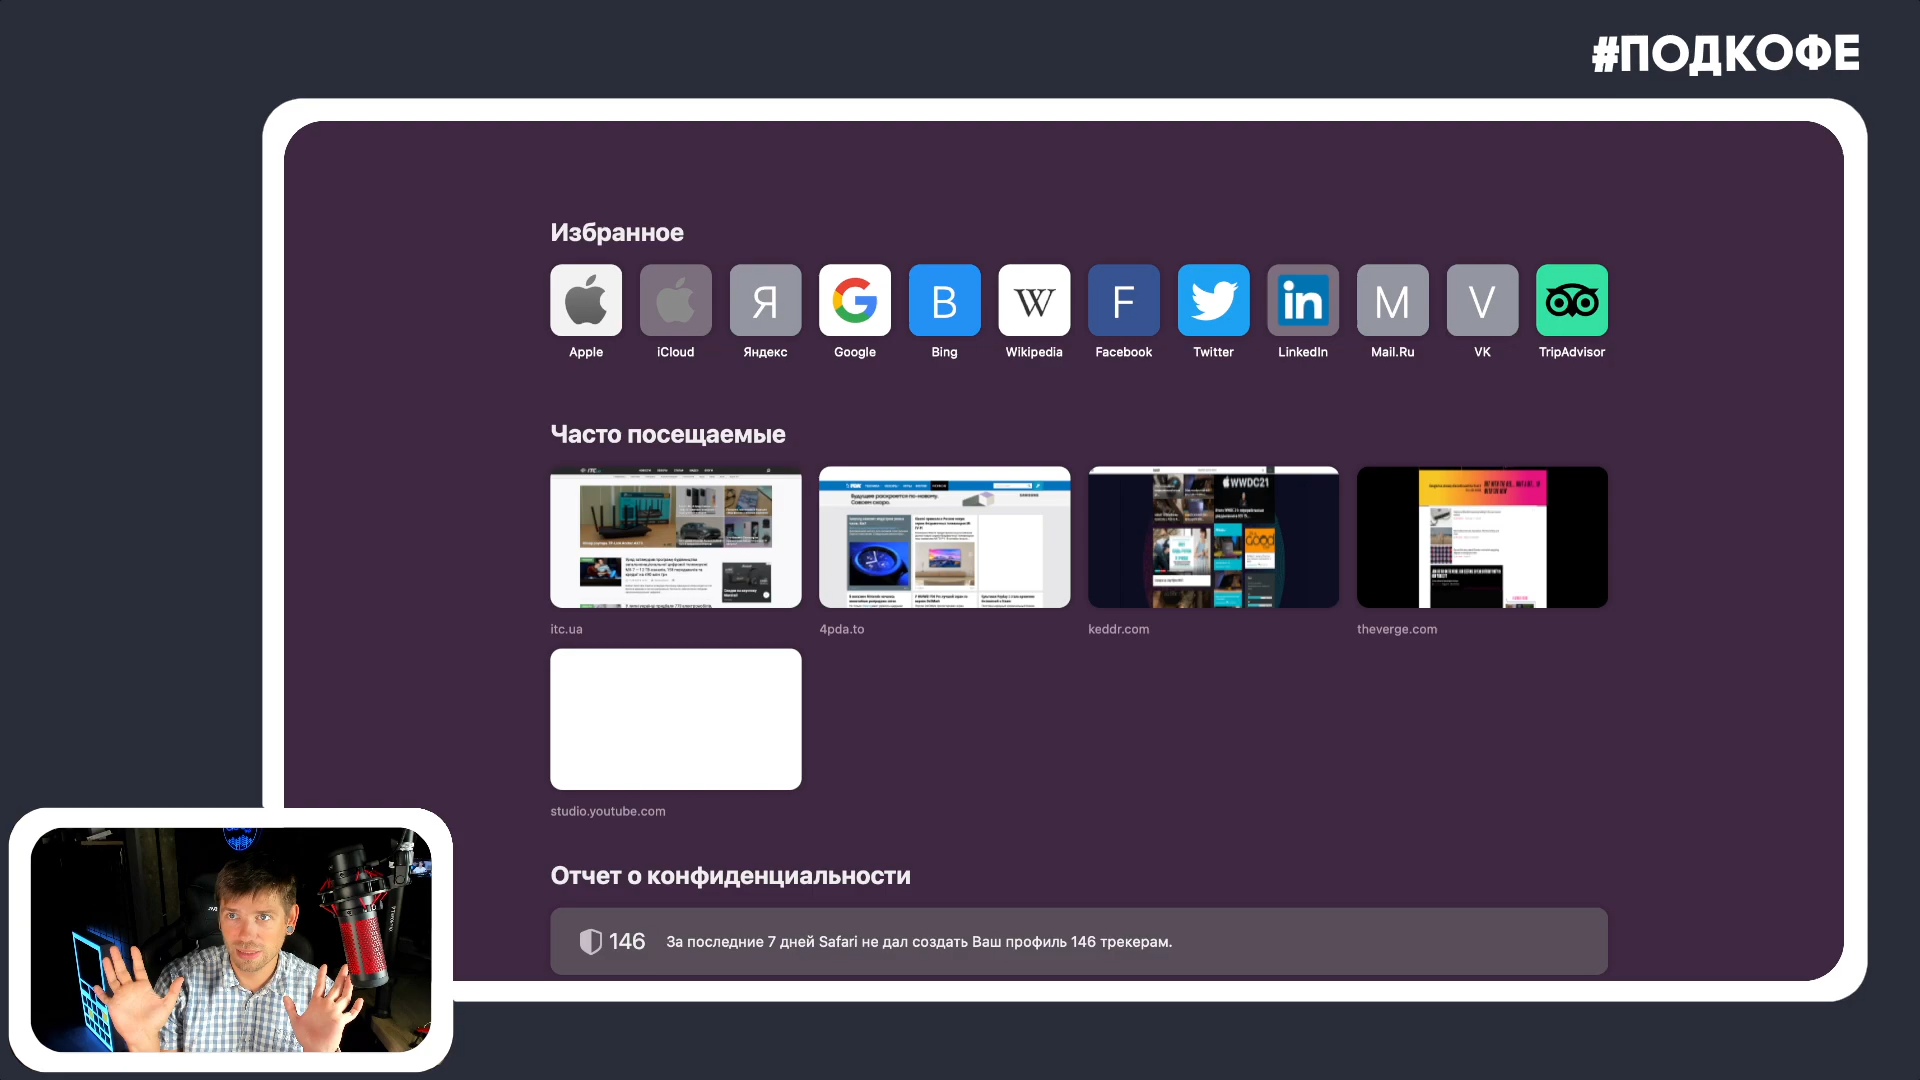 #ПОДКОФЕ
Избранное
Я
B
W
F
in
M
V
Apple
iCloud
Яндекс
Google
Bing
Wikipedia
Facebook
Twitter
LinkedIn
Mail.Ru
VK
TripAdvisor
Часто посещаемые
WWDC21
itc.ua
4pda.to
keddr.com
theverge.com
studio.youtube.com
Отчет о конфиденциальности
146 За последние 7 дней Safari не дал создать Ваш профиль 146 трекерам.